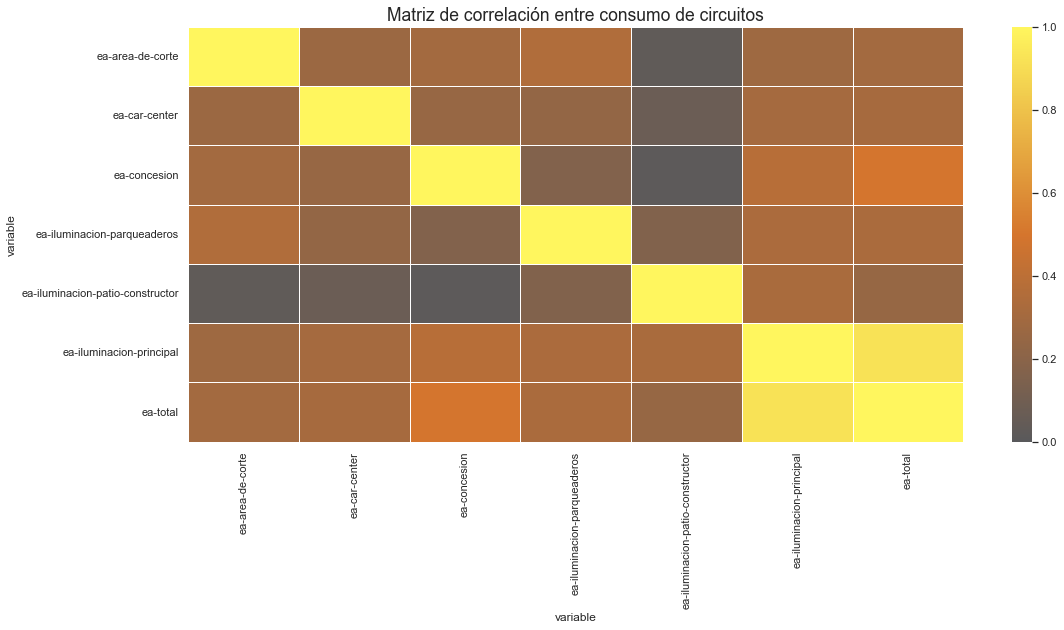 Matriz de correlación entre consumo de circuitos
variable
ea-area-de-corte
ea-car-center
ea-concesion
ea-iluminacion-parqueaderos
ea-iluminacion-patio-constructor
ea-iluminacion-principal
ea-total
ea-area-de-corte
ea-car-center
ea-concesion
ea-iluminacion-parqueaderos
ea-iluminacion-patio-constructor
ea-iluminacion-principal
ea-total
variable
1.0
0.8
0.6
0.4
0.2
0.0